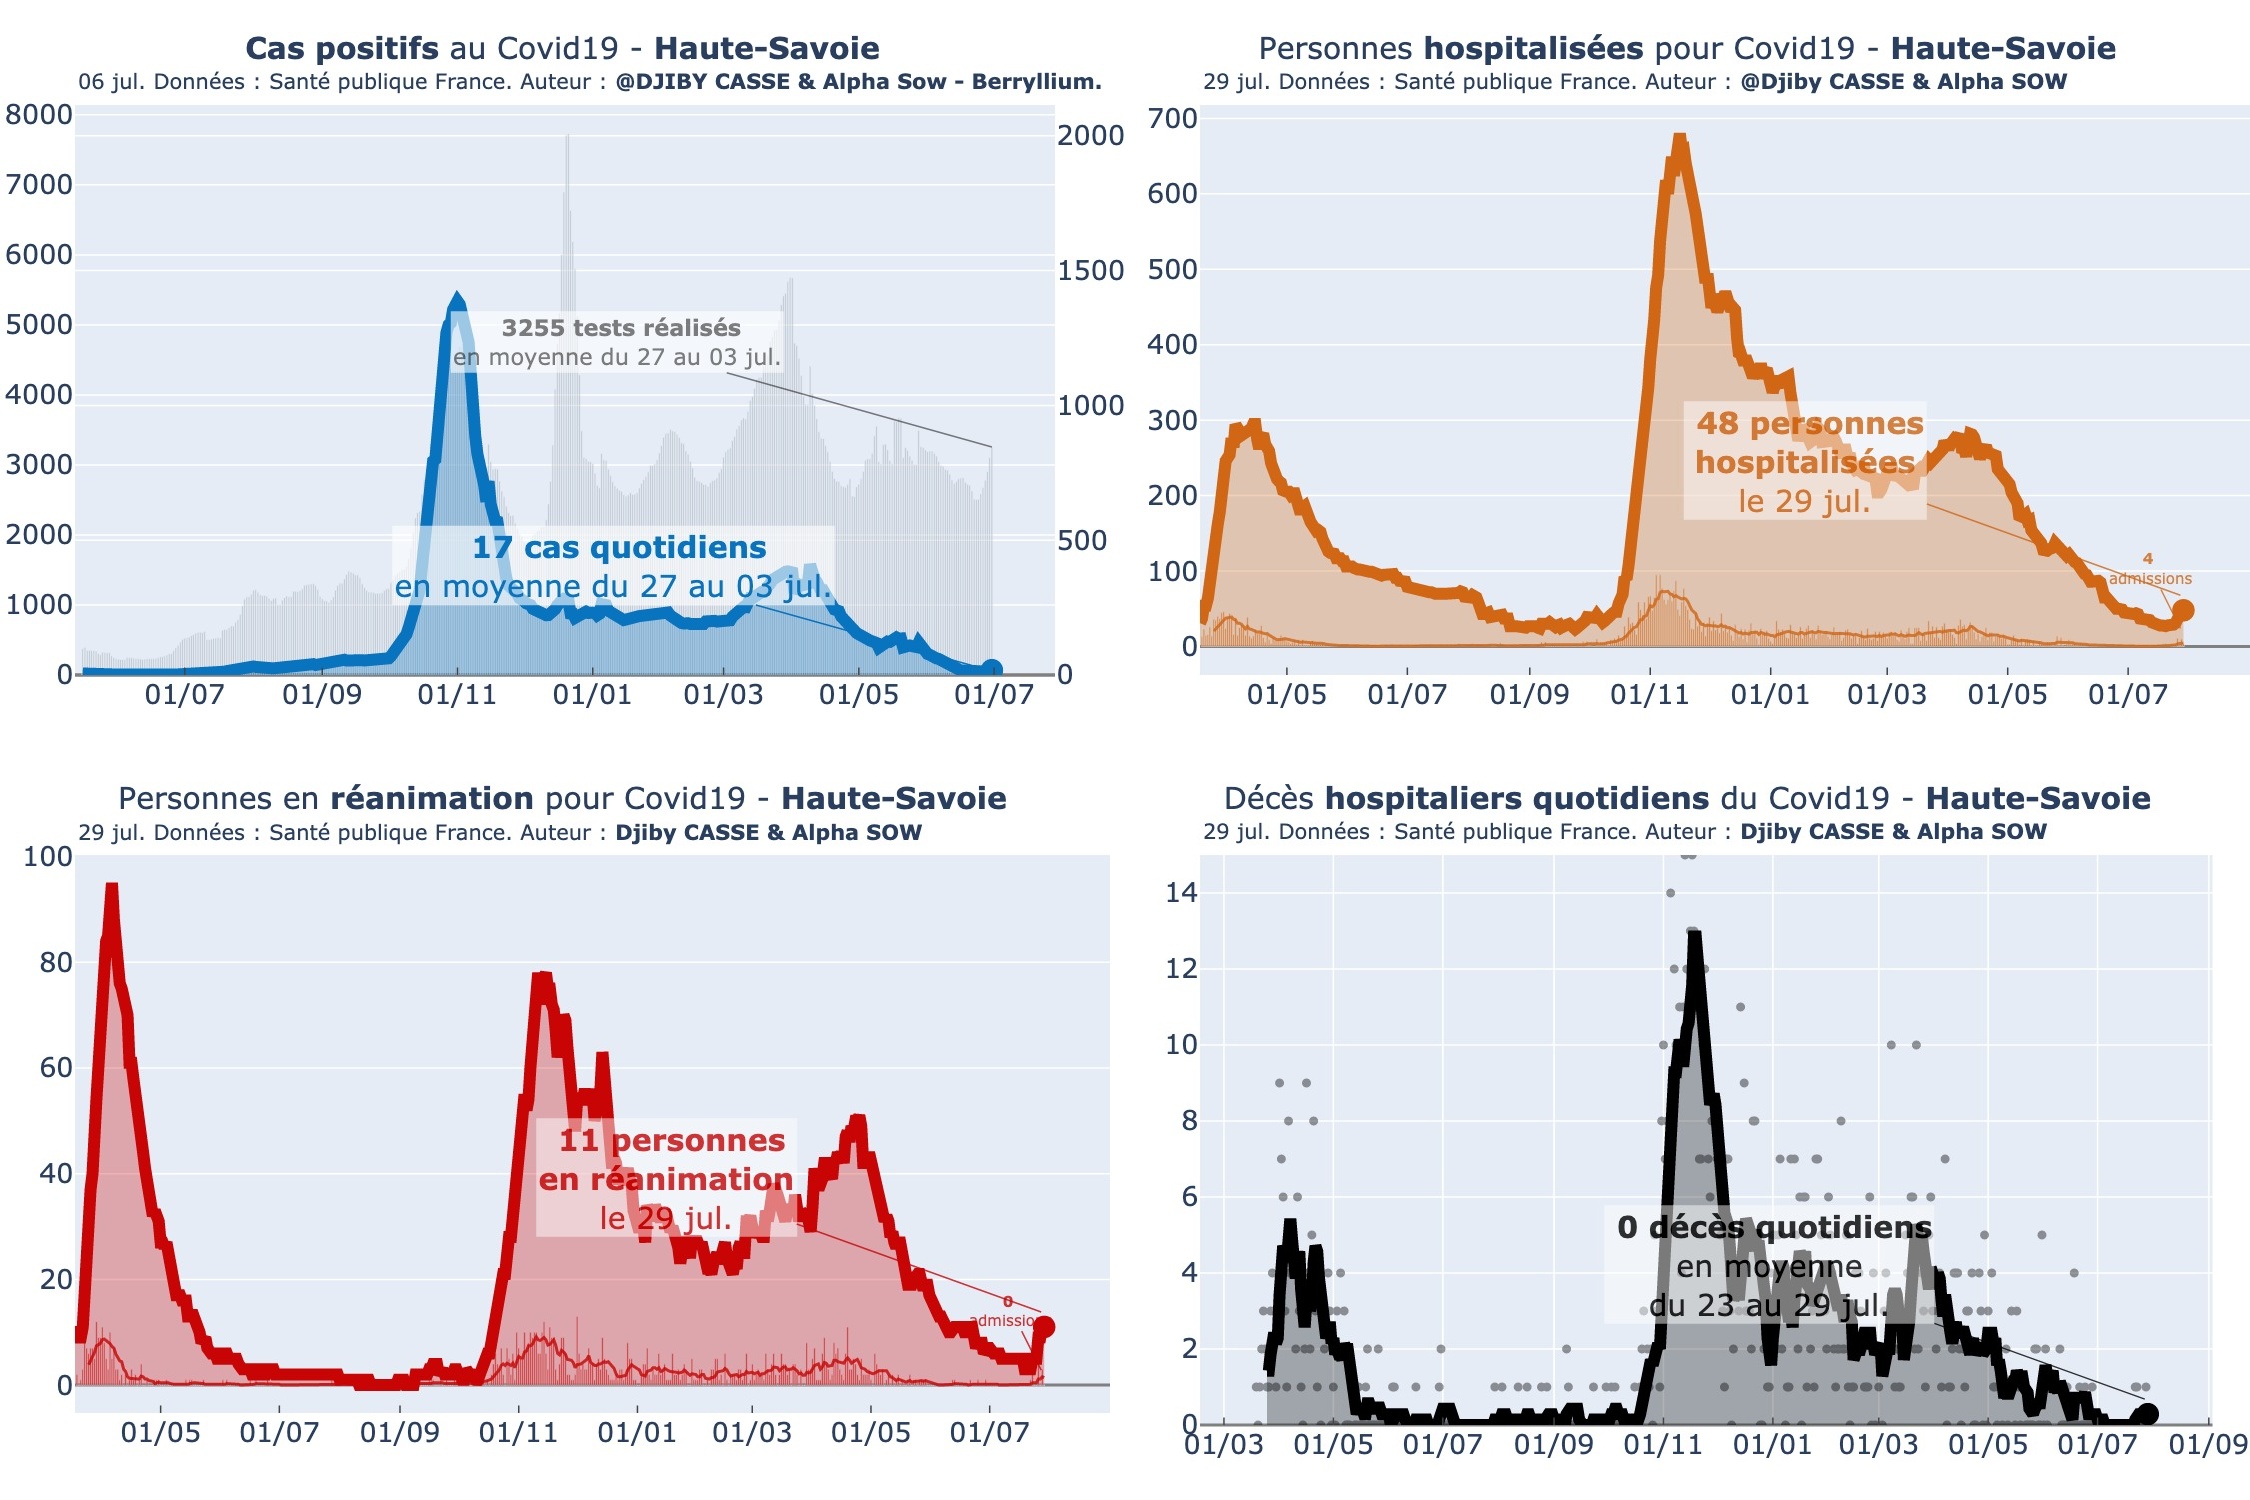 Cas positifs au Covid19 - Haute-Savoie
06 jul. Données : Santé publique France. Auteur : @DJIBY CASSE & Alpha Sow - Berryllium.
8000
7000
6000
5000
4000
3000
2000
1000
0
2000
1500
1000
500
0
3255 tests réalisés
en moyenne du 27 au 03 jul.
17 cas quotidiens
en moyenne du 27 au 03 jul.
01/07 01/09 01/11 01/01 01/03 01/05 01/07
Personnes hospitalisées pour Covid19 - Haute-Savoie
29 jul. Données : Santé publique France. Auteur : @Djiby CASSE & Alpha SOW
700
600
500
400
300
200
100
0
48 personnes
hospitalisées
le 29 jul.
4
admissions
01/05 01/07 01/09 01/11 01/01 01/03 01/05 01/07
Personnes en réanimation pour Covid19 - Haute-Savoie
29 jul. Données : Santé publique France. Auteur : Djiby CASSE & Alpha SOW
100
80
60
40
20
0
11 personnes
en réanimation
le 29 jul.
0
admissio
01/05 01/07 01/09 01/11 01/01 01/03 01/05 01/07
Décès hospitaliers quotidiens du Covid19 - Haute-Savoie
29 jul. Données : Santé publique France. Auteur : Djiby CASSE & Alpha SOW
14
12
10
8
6
4
2
0
0 décès quotidiens
en moyenne
du 23 au 29 jul.
01/03 01/05 01/07 01/09 01/11 01/01 01/03 01/05 01/07 01/09